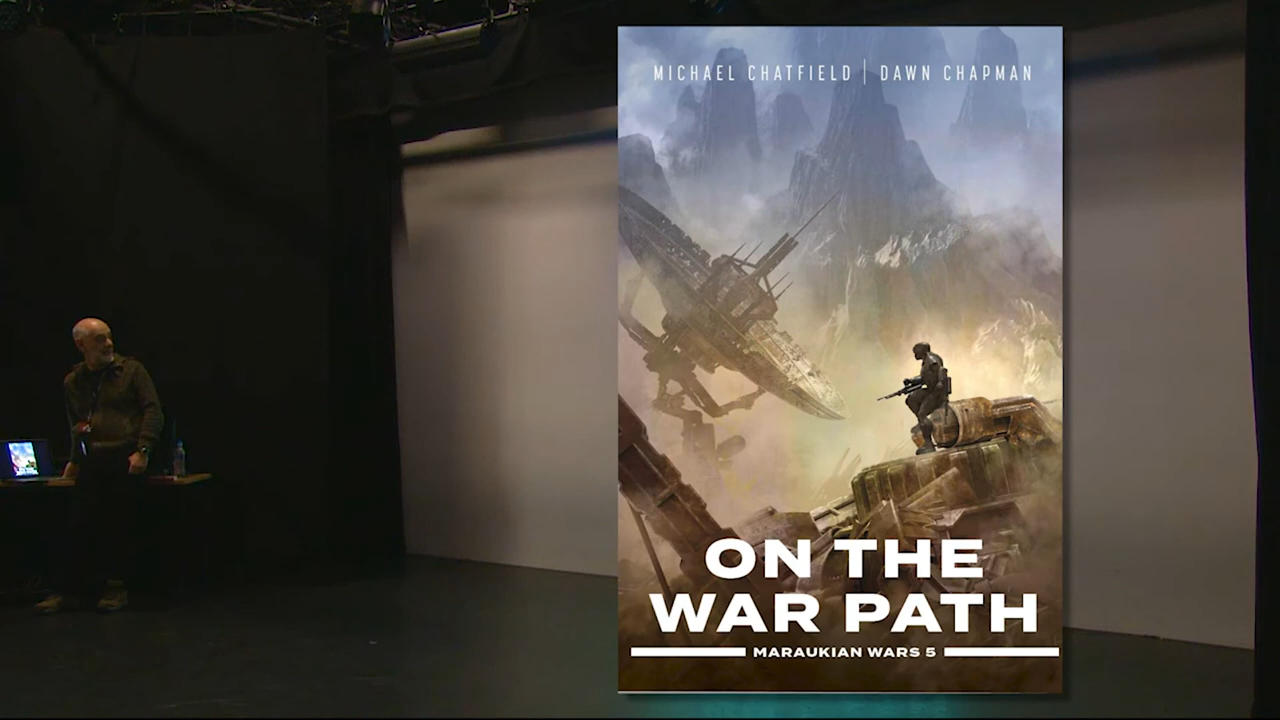 MICHAEL CHATFIELD | DAWN CHAPMAN
ON THE
WAR PATH
MARAUKIAN WARS 5